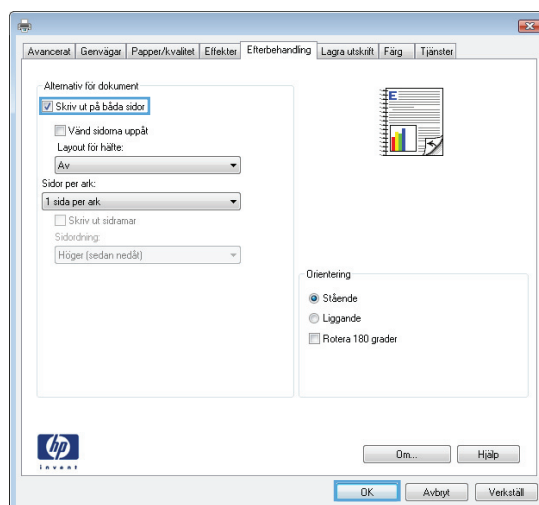 Avancerat Genvägar Papper/kvalitet Effekter Efterbehandling Lagra utskrift Färg Tjänster
Alternativ för dokument
Skriv ut på båda sidor
Vänd sidorna uppåt
Layout för häfte:
Av
Sidor per ark:
1 sida per ark
Skriv ut sidramar
Sidordning:
Höger (sedan nedåt)
E
Orientering
Stående
Liggande
Rotera 180 grader
hp
invent
Om... Hjälp
OK Avbryt Verkställ